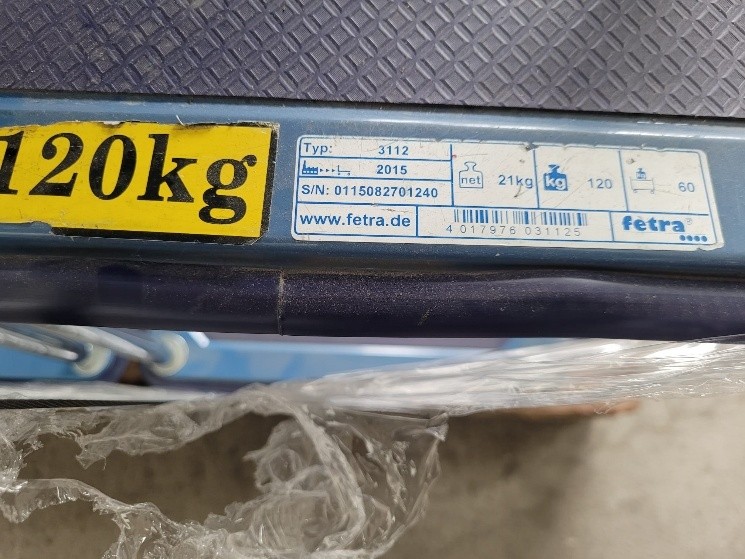 120kg
Typ: 3112
2015
S/N: 0115082701240
www.fetra.de
net 21kg
kg 120
60
4 017976 031125
fetra®